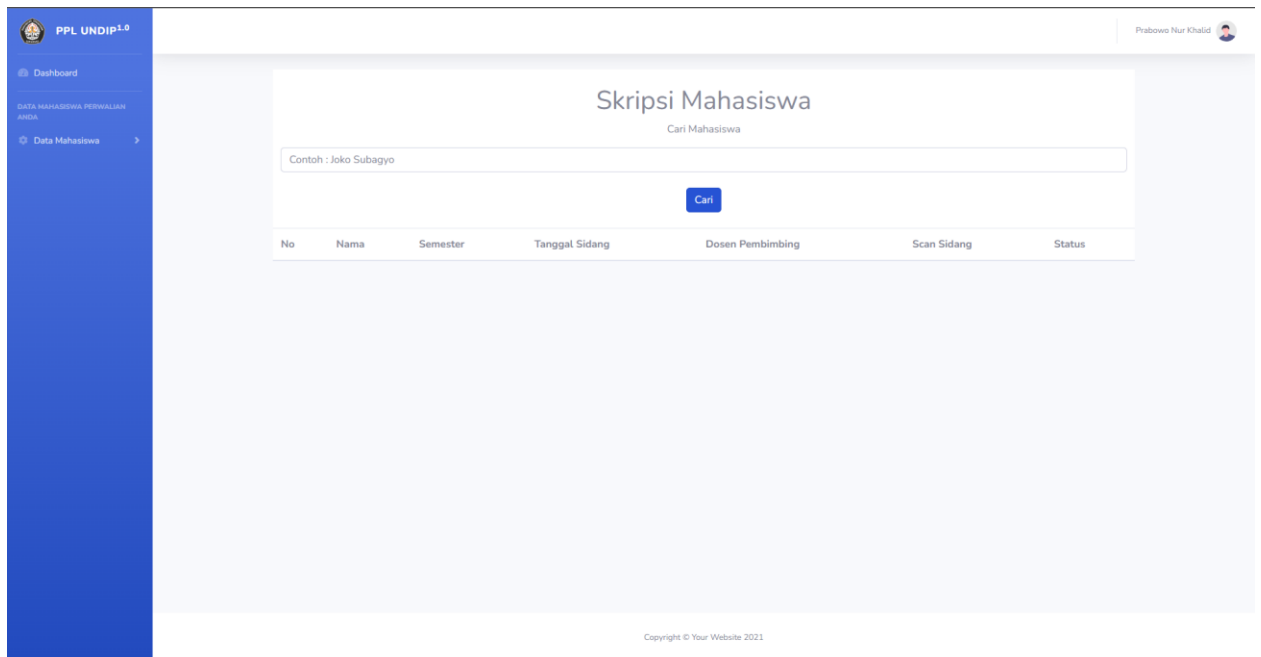 PPL UNDIP1.0
Prabowo Nur Khalid
Dashboard
DATA MAHASISWA PERWALIAN
ANDA
Data Mahasiswa
Skripsi Mahasiswa
Cari Mahasiswa
Contoh : Joko Subagyo
Cari
No Nama Semester Tanggal Sidang Dosen Pembimbing Scan Sidang Status
Copyright © Your Website 2021